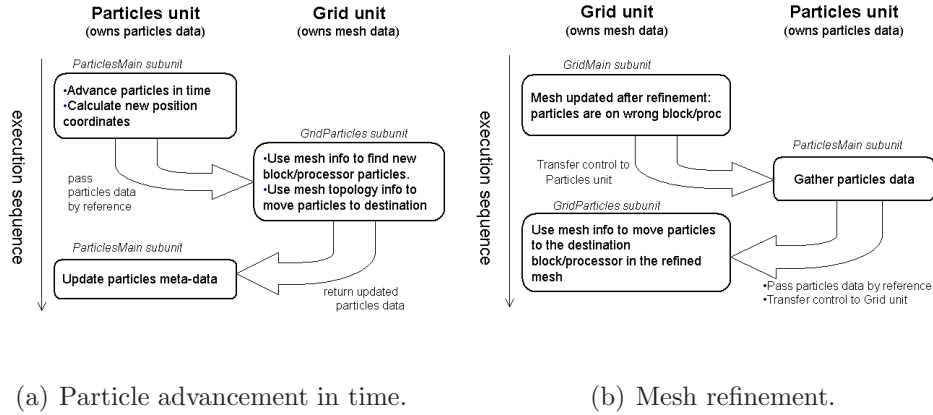 Particles unit
(owns particles data)
Grid unit
(owns mesh data)
execution sequence
ParticlesMain subunit
•Advance particles in time
•Calculate new position
coordinates
pass
particles data
by reference
GridParticles subunit
•Use mesh info to find new
block/processor particles.
•Use mesh topology info to
move particles to destination
ParticlesMain subunit
Update particles meta-data
return updated
particles data
(a) Particle advancement in time.
Grid unit
(owns mesh data)
Particles unit
(owns particles data)
execution sequence
GridMain subunit
Mesh updated after refinement:
particles are on wrong block/proc
Transfer control to
Particles unit
ParticlesMain subunit
Gather particles data
GridParticles subunit
Use mesh info to move particles
to the destination
block/processor in the refined
mesh
•Pass particles data by reference
•Transfer control to Grid unit
(b) Mesh refinement.